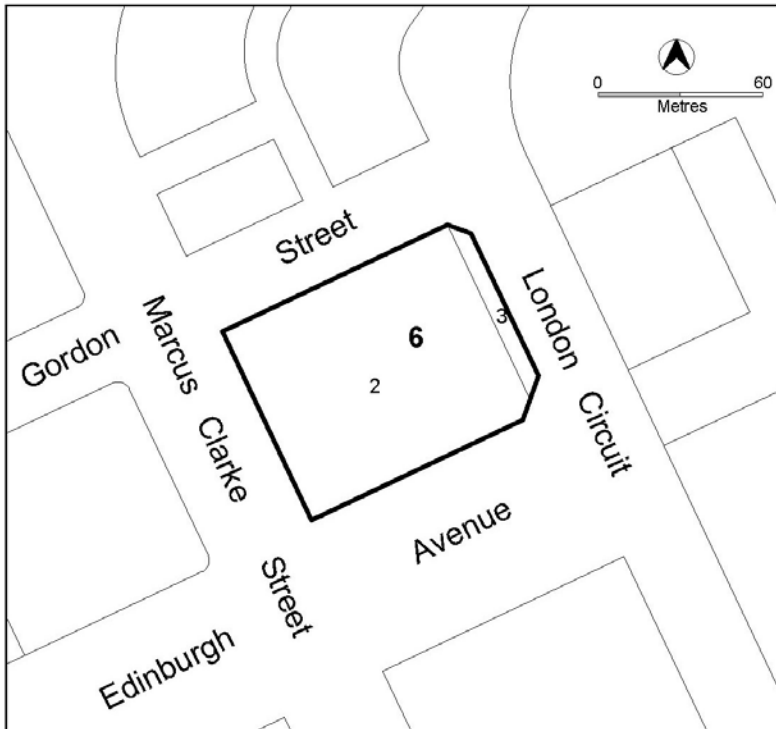 0 60
Metres
Street
Gordon
Marcus Clarke Street
London Circuit
3
6
2
Avenue
Edinburgh